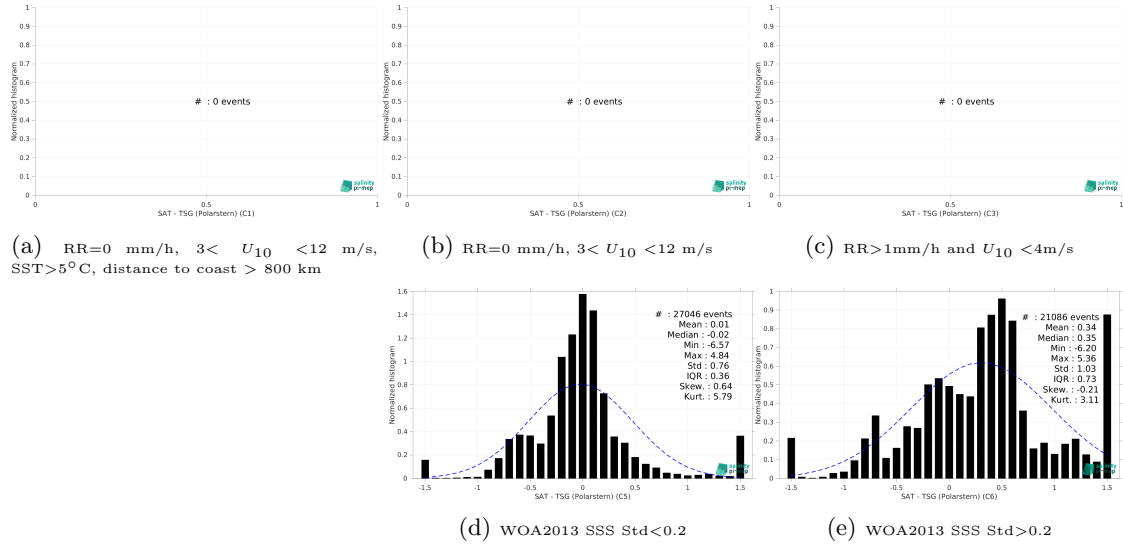 1
0.9
0.8
0.7
0.6
0.5
0.4
0.3
0.2
0.1
0
Normalized histogram
# : 0 events
salinity
pi-mep
0 0.5 1
SAT - TSG (Polarstern) (C1)
1
0.9
0.8
0.7
0.6
0.5
0.4
0.3
0.2
0.1
0
Normalized histogram
# : 0 events
salinity
pi-mep
0 0.5 1
SAT - TSG (Polarstern) (C2)
1
0.9
0.8
0.7
0.6
0.5
0.4
0.3
0.2
0.1
0
Normalized histogram
# : 0 events
salinity
pi-mep
0 0.5 1
SAT - TSG (Polarstern) (C3)
(a) RR=0 mm/h, 3< U10 <12 m/s,
SST>5°C, distance to coast > 800 km
(b) RR=0 mm/h, 3< U10 <12 m/s
(c) RR>1mm/h and U10 <4m/s
1.6
1.4
1.2
1
0.8
0.6
0.4
0.2
0
Normalized histogram
# : 27046 events
Mean : 0.01
Median : -0.02
Min : -6.57
Max : 4.84
Std : 0.76
IQR : 0.36
Skew. : 0.64
Kurt. : 5.79
salinity
pi-mep
-1.5 -1 -0.5 0 0.5 1 1.5
SAT - TSG (Polarstern) (C5)
1
0.9
0.8
0.7
0.6
0.5
0.4
0.3
0.2
0.1
0
Normalized histogram
# : 21086 events
Mean : 0.34
Median : 0.35
Min : -6.20
Max : 5.36
Std : 1.03
IQR : 0.73
Skew. : -0.21
Kurt. : 3.11
salinity
pi-mep
-1.5 -1 -0.5 0 0.5 1 1.5
SAT - TSG (Polarstern) (C6)
(d) WOA2013 SSS Std<0.2
(e) WOA2013 SSS Std>0.2